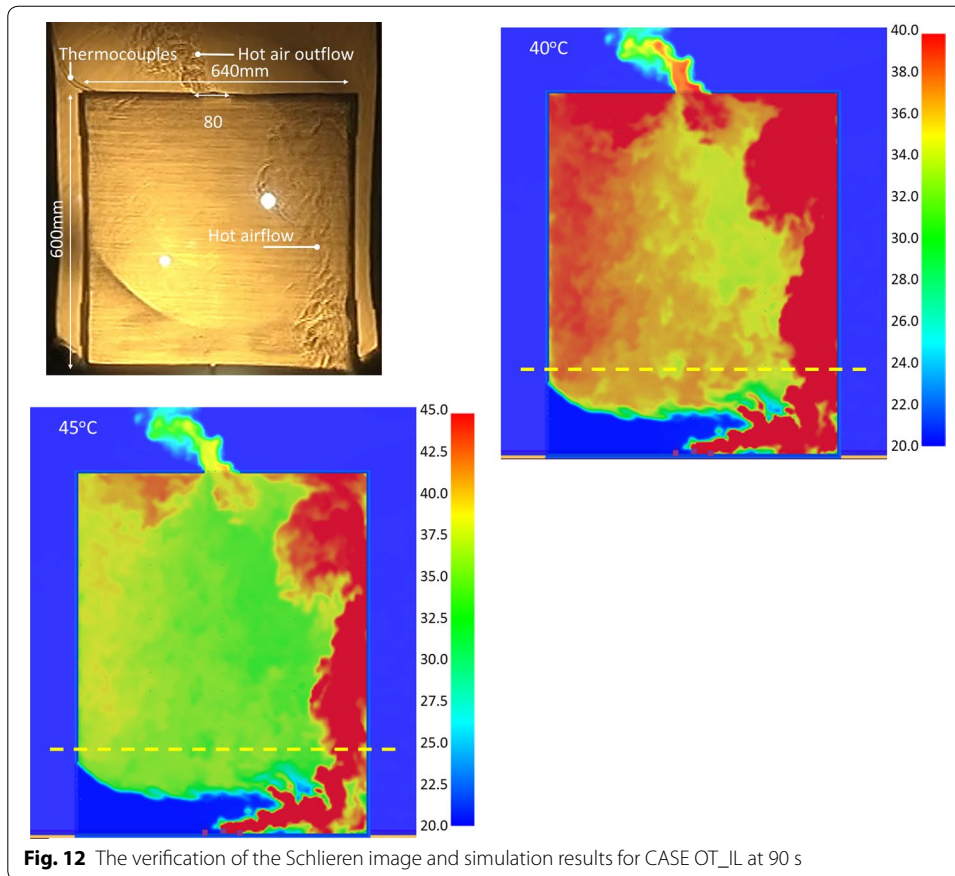 Thermocouples
Hot air outflow
640mm
80
600mm
Hot airflow
40°C
40.0
38.0
36.0
34.0
32.0
30.0
28.0
26.0
24.0
22.0
20.0
45°C
45.0
42.5
40.0
37.5
35.0
32.5
30.0
27.5
25.0
22.5
20.0
Fig. 12 The verification of the Schlieren image and simulation results for CASE OT_IL at 90 s